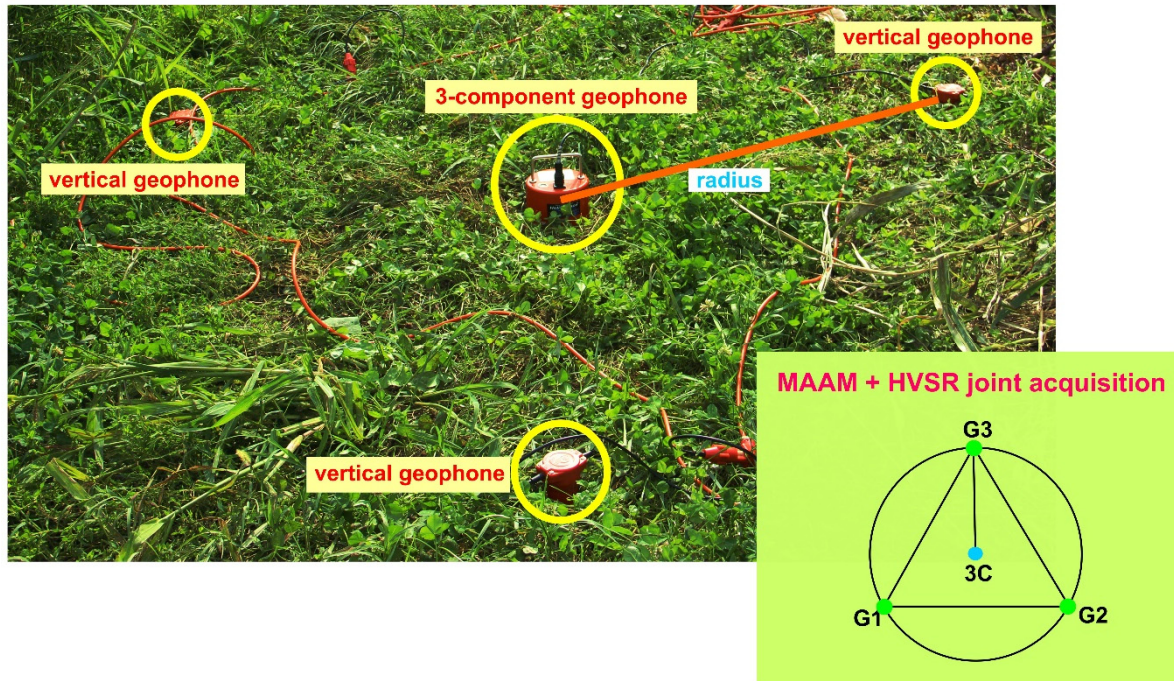 vertical geophone
3-component geophone
vertical geophone
radius
vertical geophone
MAAM + HVSR joint acquisition
G3
3C
G1
G2